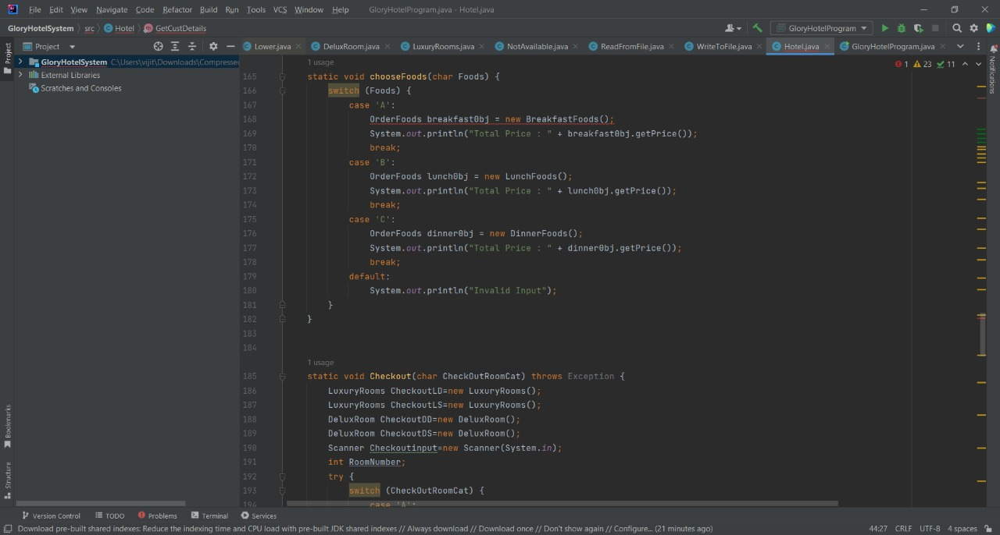 File Edit View Navigate Code Refactor Build Run Tools VCS Window Help GloryHotelProgram.java - Hotel.java
GloryHotelSystem src Hotel GetCustDetails GloryHotelProgram
Project Lower.java DeluxRoom.java LuxuryRooms.java NotAvailable.java ReadFromFile.java WriteToFile.java Hotel.java GloryHotelProgram.java
Project
Notifications
GloryHotelSystem C:\Users\vijit\Downloads\Compresse
External Libraries
Scratches and Consoles
1 23 11
1 usage
165 static void chooseFoods(char Foods) {
166 switch (Foods) {
167 case 'A':
168 OrderFoods breakfastObj = new BreakfastFoods();
169 System.out.println("Total Price : " + breakfastObj.getPrice());
170 break;
171 case 'B':
172 OrderFoods lunchObj = new LunchFoods();
173 System.out.println("Total Price : " + lunchObj.getPrice());
174 break;
175 case 'C':
176 OrderFoods dinnerObj = new DinnerFoods();
177 System.out.println("Total Price : " + dinnerObj.getPrice());
178 break;
179 default:
180 System.out.println("Invalid Input");
181 }
182 }
183
184
1 usage
185 static void Checkout(char CheckOutRoomCat) throws Exception {
186 LuxuryRooms CheckoutLD=new LuxuryRooms();
187 LuxuryRooms CheckoutLS=new LuxuryRooms();
188 DeluxRoom CheckoutDD=new DeluxRoom();
189 DeluxRoom CheckoutDS=new DeluxRoom();
190 Scanner Checkoutinput=new Scanner(System.in);
191 int RoomNumber;
192 try {
193 switch (CheckOutRoomCat) {
194 case 'A':
Bookmarks
Structure
Version Control TODO Problems Terminal Services
Download pre-built shared indexes: Reduce the indexing time and CPU load with pre-built JDK shared indexes // Always download // Download once // Don't show again // Configure... (21 minutes ago) 44:27 CRLF UTF-8 4 spaces